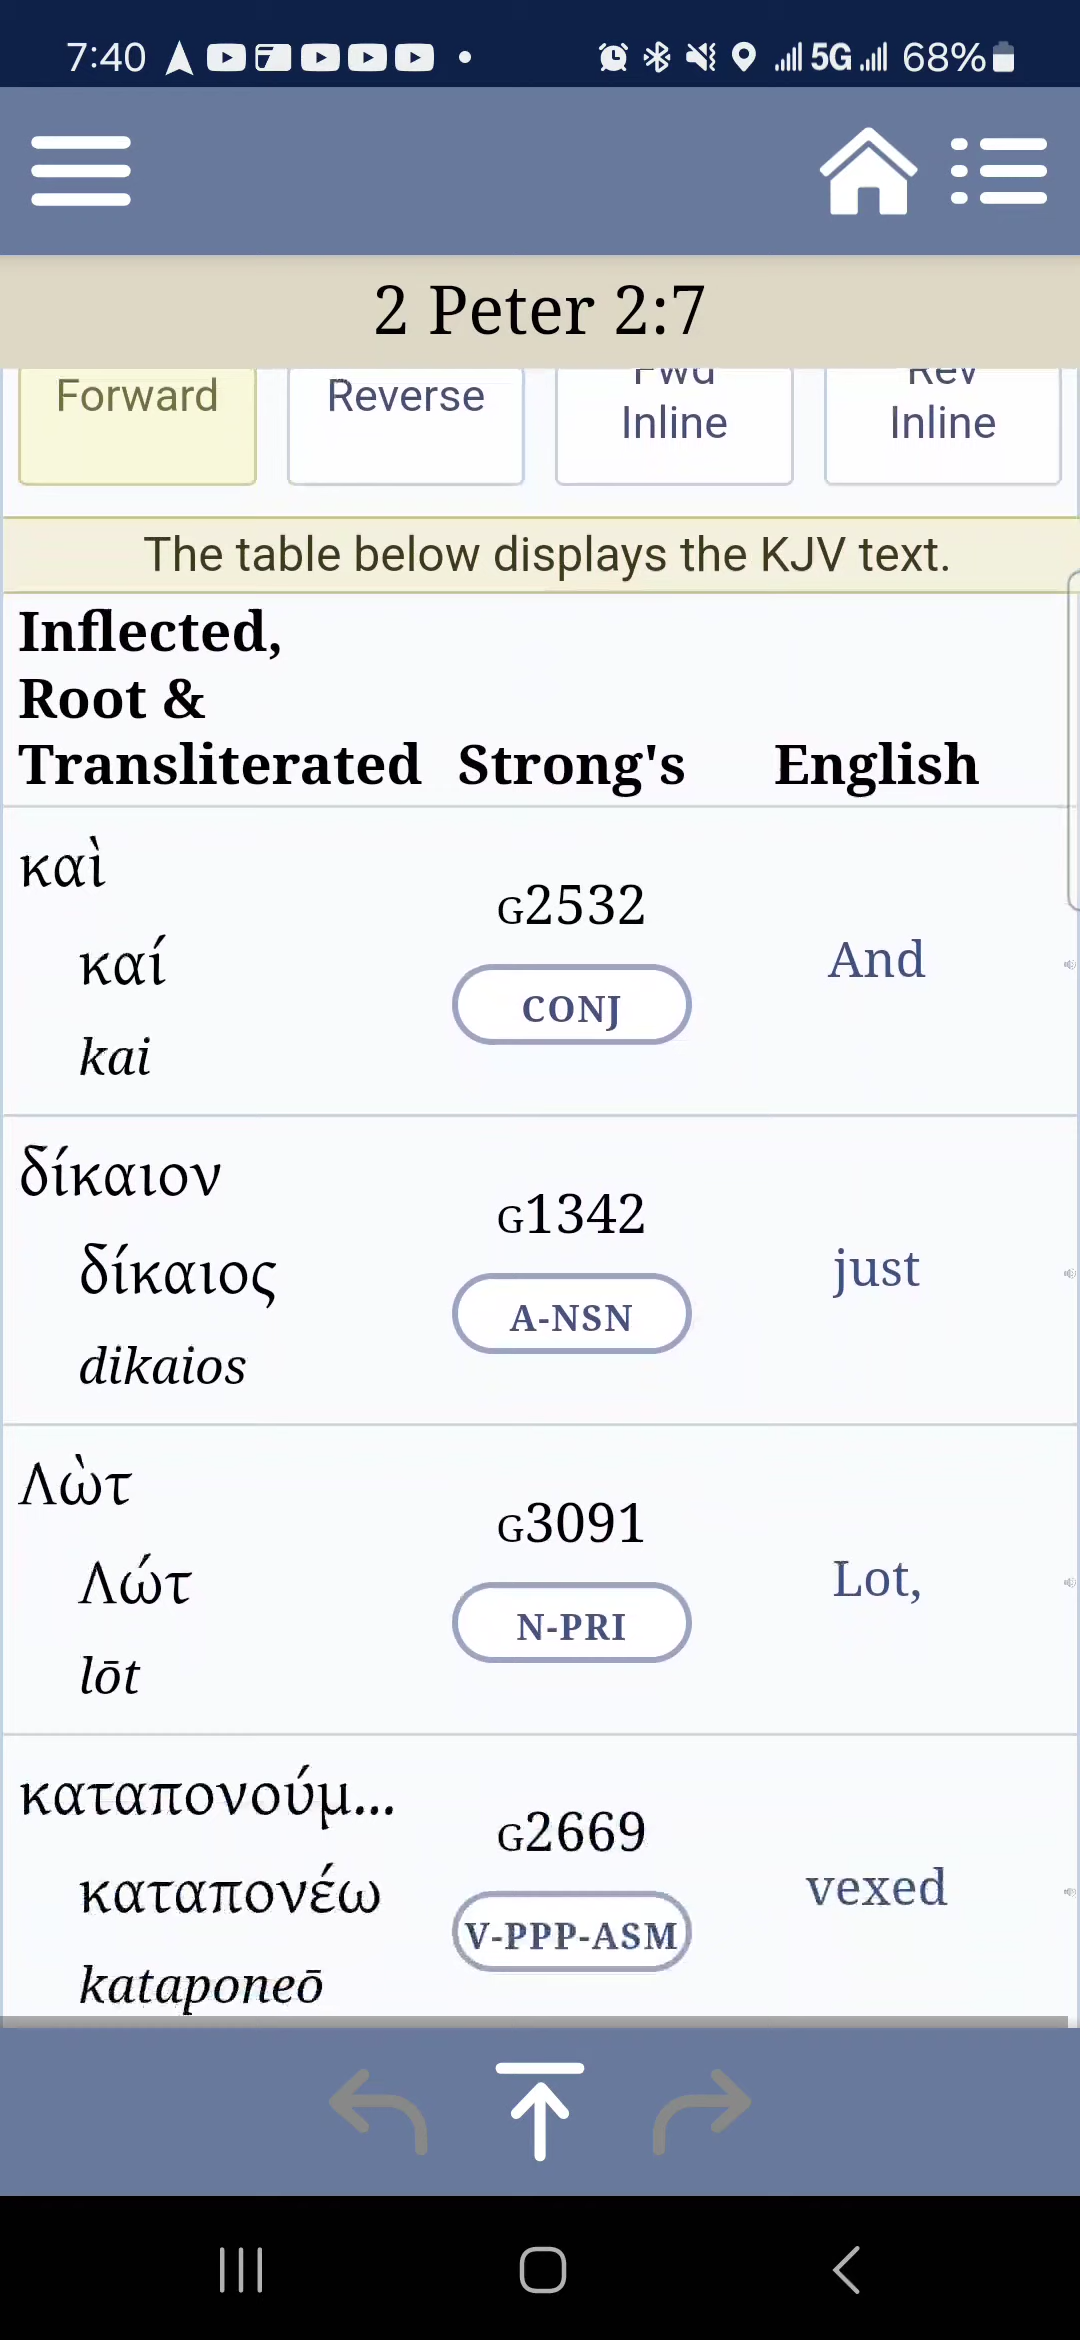 7:40 5G 68%
2 Peter 2:7
Forward Reverse Fwd Inline Rev Inline
The table below displays the KJV text.
Inflected,
Root &
Transliterated Strong's English
καὶ
G2532
And
καί
CONJ
kai
δίκαιον
G1342
just
δίκαιος
A-NSN
dikaios
Λὼτ
G3091
Lot,
Λώτ
N-PRI
lōt
καταπονούμ...
G2669
vexed
καταπονέω
V-PPP-ASM
kataponeō